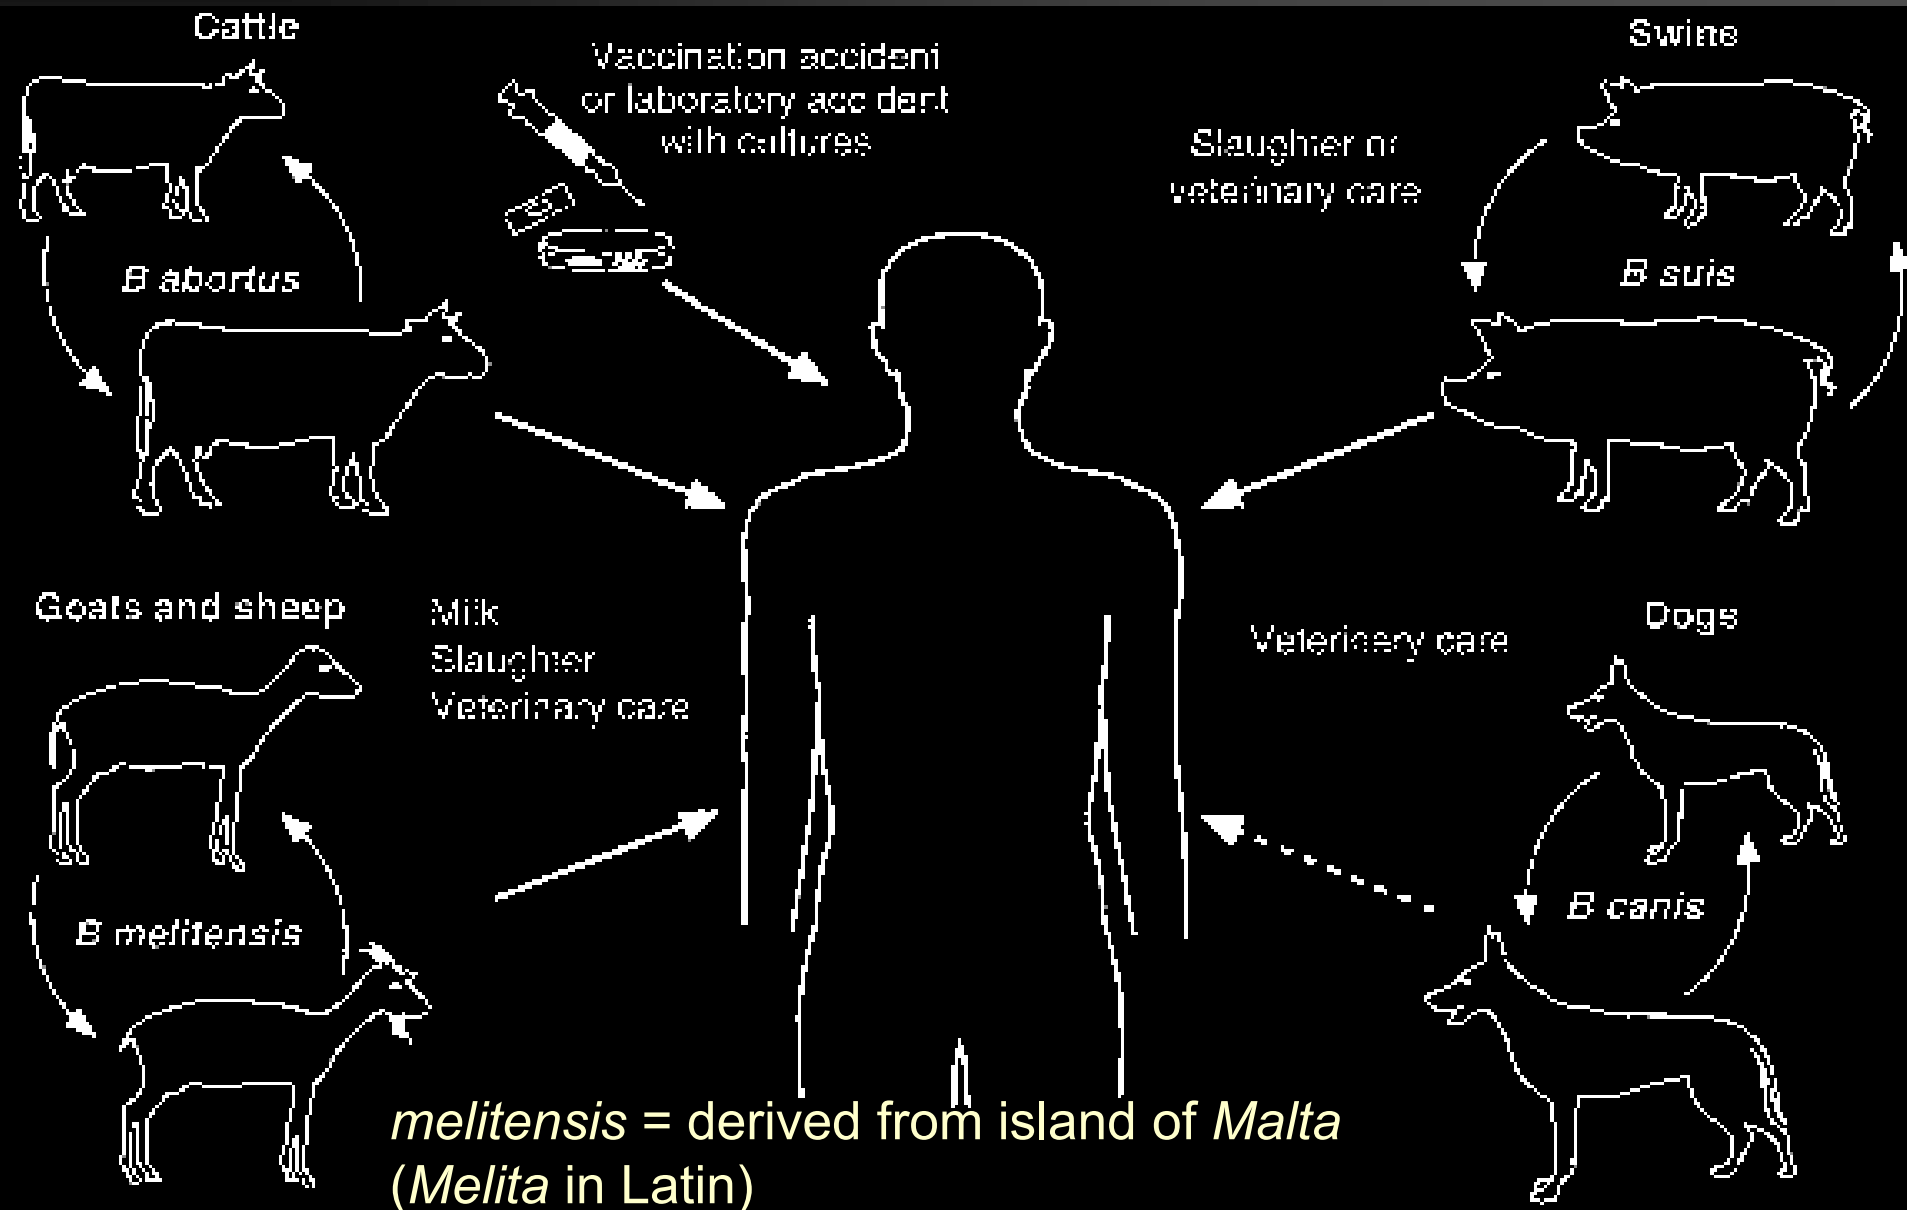 Cattle
Vaccination accident
or laboratory accident
with cultures
Swine
Slaughter or
veterinary care
B abortus
B suis
Goats and sheep
Milk
Slaughter
Veterinary care
Veterinery care
Dogs
B melitensis
B canis
melitensis = derived from island of Malta
(Melita in Latin)